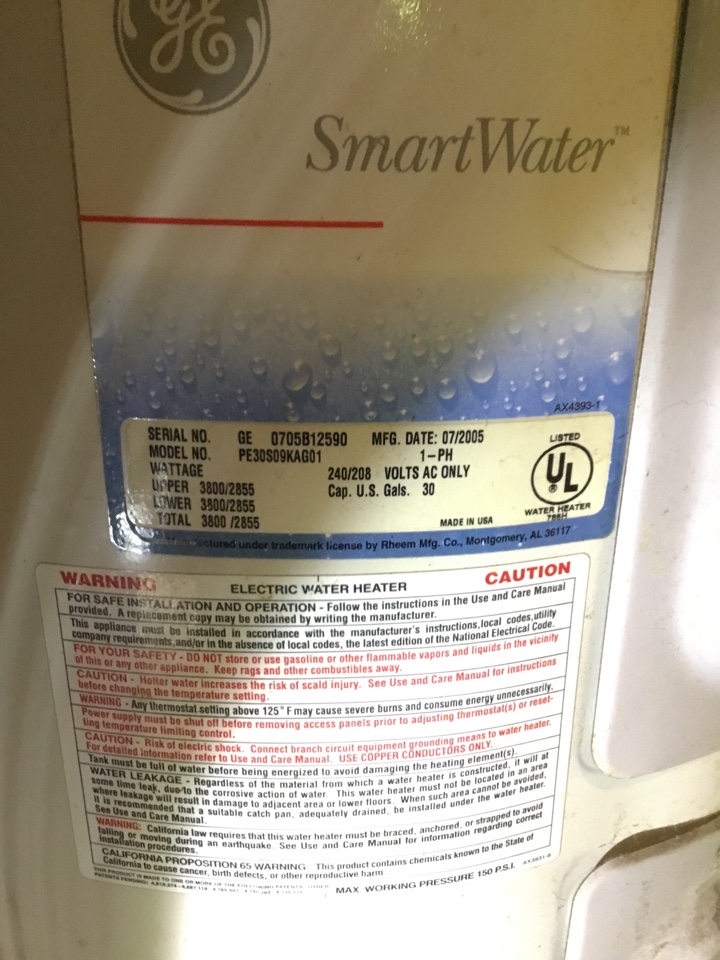 GE
SmartWater™
AX4393-1
SERIAL NO. GE 0705B12590 MFG. DATE: 07/2005
MODEL NO. PE30S09KAG01 1-PH
WATTAGE 240/208 VOLTS AC ONLY
UPPER 3800/2855 Cap. U.S. Gals. 30
LOWER 3800/2855
TOTAL 3800/2855 MADE IN USA
LISTED
UL
WATER HEATER
Manufactured under trademark license by Rheem Mfg. Co., Montgomery, AL 36117
WARNING ELECTRIC WATER HEATER CAUTION
FOR SAFE INSTALLATION AND OPERATION - Follow the instructions in the Use and Care Manual
provided. A replacement copy may be obtained by writing the manufacturer.
This appliance must be installed in accordance with the manufacturer's instructions, local codes, utility
company requirements, and/or in the absence of local codes, the latest edition of the National Electrical Code.
FOR YOUR SAFETY - DO NOT store or use gasoline or other flammable vapors and liquids in the vicinity
of this or any other appliance. Keep rags and other combustibles away.
CAUTION - Hotter water increases the risk of scald injury. See Use and Care Manual for instructions
before changing the temperature setting.
WARNING - Any thermostat setting above 125°F may cause severe burns and consume energy unnecessarily.
Power supply must be shut off before removing access panels prior to adjusting thermostat(s) or reset-
ting temperature limiting control.
CAUTION - Risk of electric shock. Connect branch circuit equipment grounding means to water heater.
For detailed information refer to Use and Care Manual. USE COPPER CONDUCTORS ONLY.
Tank must be full of water before being energized to avoid damaging the heating element(s).
WATER LEAKAGE - Regardless of the material from which a water heater is constructed, it will at
some time leak, due to the corrosive action of water. This water heater must not be located in an area
where leakage will result in damage to adjacent area or lower floors. When such area cannot be avoided,
it is recommended that a suitable catch pan, adequately drained, be installed under the water heater.
See Use and Care Manual.
WARNING: California law requires that this water heater must be braced, anchored, or strapped to avoid
falling or moving during an earthquake. See Use and Care Manual for information regarding correct
installation procedures.
CALIFORNIA PROPOSITION 65 WARNING This product contains chemicals known to the State of
California to cause cancer, birth defects, or other reproductive harm
AX5831-6
THIS PRODUCT IS MADE TO ONE OR MORE OF THE FOLLOWING PATENTS
PATENTS PENDING:
MAX. WORKING PRESSURE 150 P.S.I.